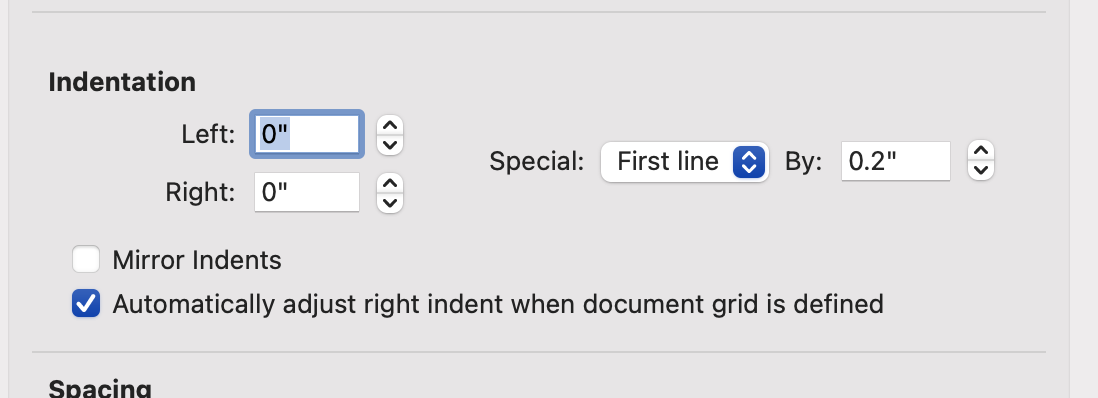 Indentation
Left: 0"
Special: First line By: 0.2"
Right: 0"
Mirror Indents
Automatically adjust right indent when document grid is defined
Spacing